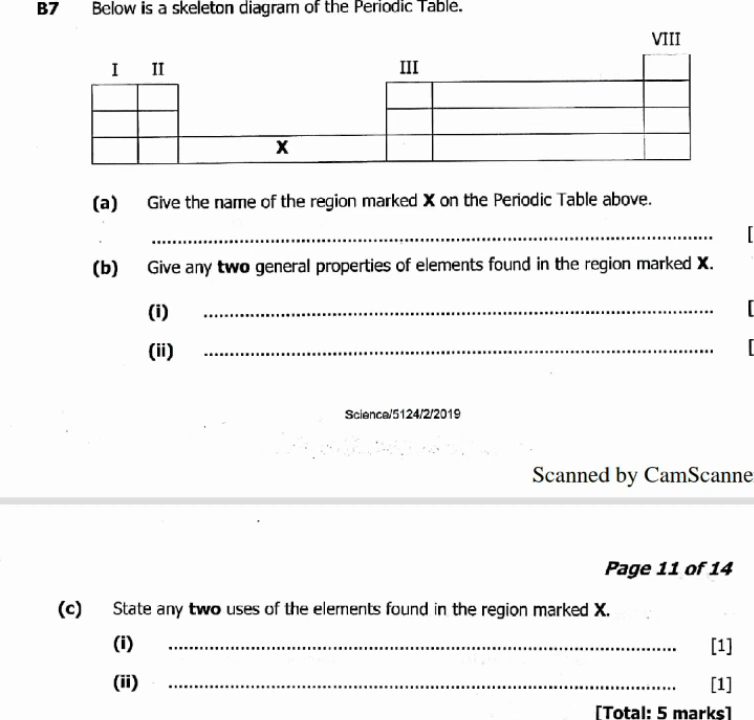 B7 Below is a skeleton diagram of the Periodic Table.
VIII
I II III
X
(a) Give the name of the region marked X on the Periodic Table above.
[
(b) Give any two general properties of elements found in the region marked X.
(i) [
(ii) [
Science/5124/2/2019
Scanned by CamScanne
Page 11 of 14
(c) State any two uses of the elements found in the region marked X.
(i) [1]
(ii) [1]
[Total: 5 marks]